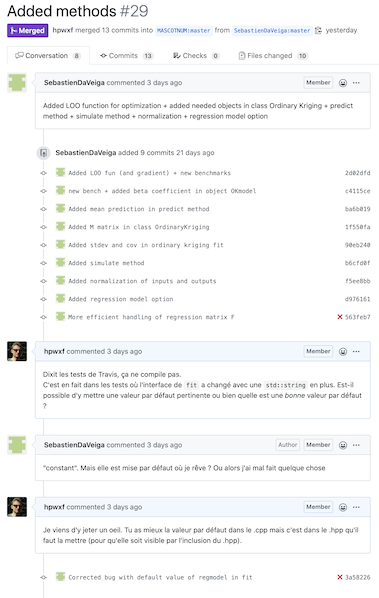 Added methods #29
Merged hpwxf merged 13 commits into MASCOTNUM:master from SebastienDaVeiga:master yesterday
Conversation 8 Commits 13 Checks 0 Files changed 10
SebastienDaVeiga commented 3 days ago Member
Added LOO function for optimization + added needed objects in class Ordinary Kriging + predict
method + simulate method + normalization + regression model option
SebastienDaVeiga added 9 commits 21 days ago
Added LOO fun (and gradient) + new benchmarks 2d02dfd
new bench + added beta coefficient in object OKmodel c4115ce
Added mean prediction in predict method ba6b019
Added M matrix in class OrdinaryKriging 1f550fa
Added stdev and cov in ordinary kriging fit 90eb240
Added simulate method b6cfd0f
Added normalization of inputs and outputs f5ee8bb
Added regression model option d976161
More efficient handling of regression matrix F 563feb7
hpwxf commented 3 days ago Member
Dixit les tests de Travis, ça ne compile pas.
C'est en fait dans les tests où l'interface de fit a changé avec une std::string en plus. Est-il
possible d'y mettre une valeur par défaut pertinente ou bien quelle est une bonne valeur par défaut
?
SebastienDaVeiga commented 3 days ago Author Member
"constant". Mais elle est mise par défaut où je rêve ? Ou alors j'ai mal fait quelque chose
hpwxf commented 3 days ago Member
Je viens d'y jeter un oeil. Tu as mieux la valeur par défaut dans le .cpp mais c'est dans le .hpp qu'il
faut la mettre (pour qu'elle soit visible par l'inclusion du .hpp).
Corrected bug with default value of regmodel in fit 3a58226